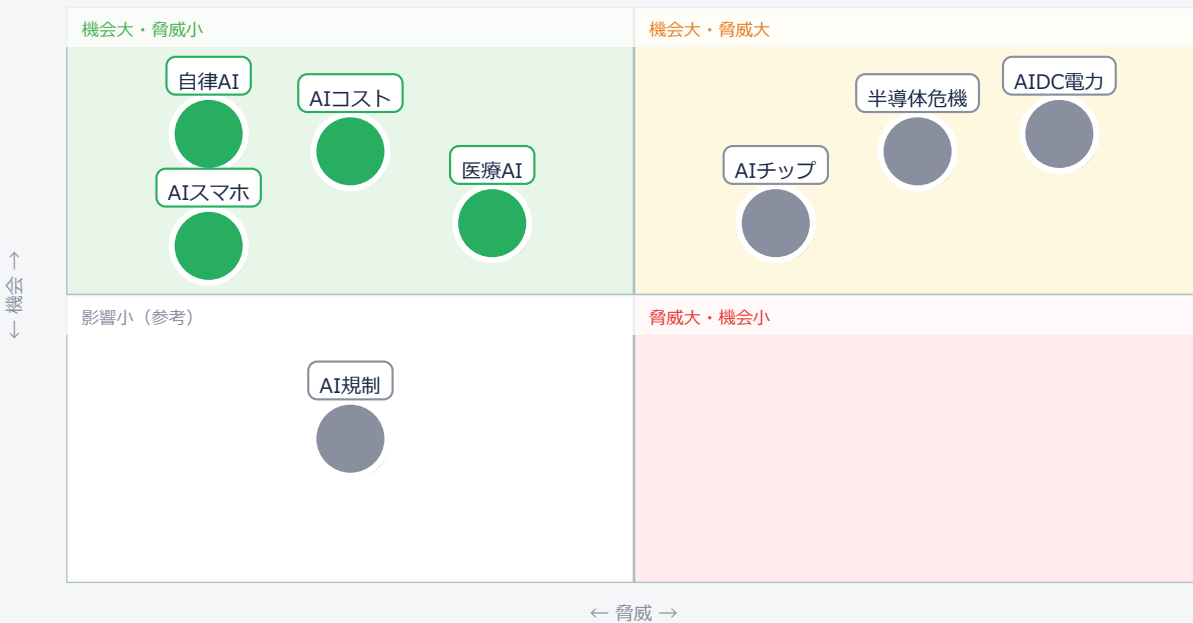 機会大・脅威小
機会大・脅威大
自律AI
AIコスト
医療AI
AIスマホ
半導体危機
AIDC電力
AIチップ
← 機会 →
影響小（参考）
脅威大・機会小
AI規制
← 脅威 →